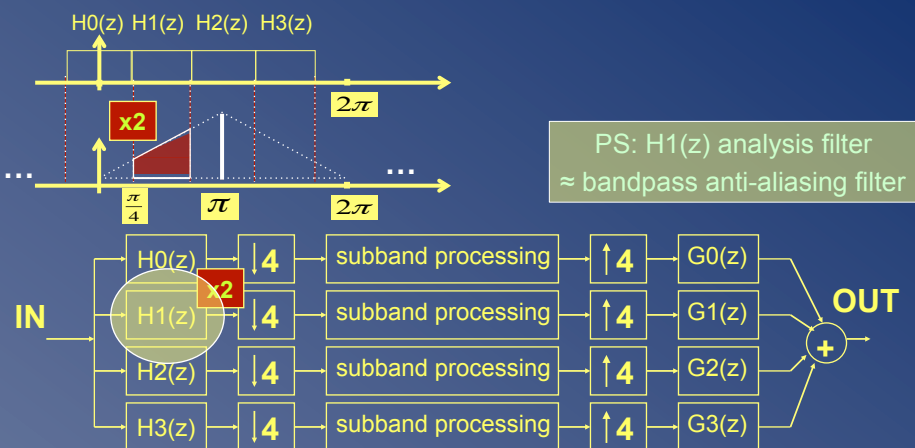 H0(z) H1(z) H2(z) H3(z)
2π
x2
... ...
π/4 π 2π
PS: H1(z) analysis filter
≈ bandpass anti-aliasing filter
H0(z) ↓4 subband processing ↑4 G0(z)
x2
IN H1(z) ↓4 subband processing ↑4 G1(z) OUT
+
H2(z) ↓4 subband processing ↑4 G2(z)
H3(z) ↓4 subband processing ↑4 G3(z)